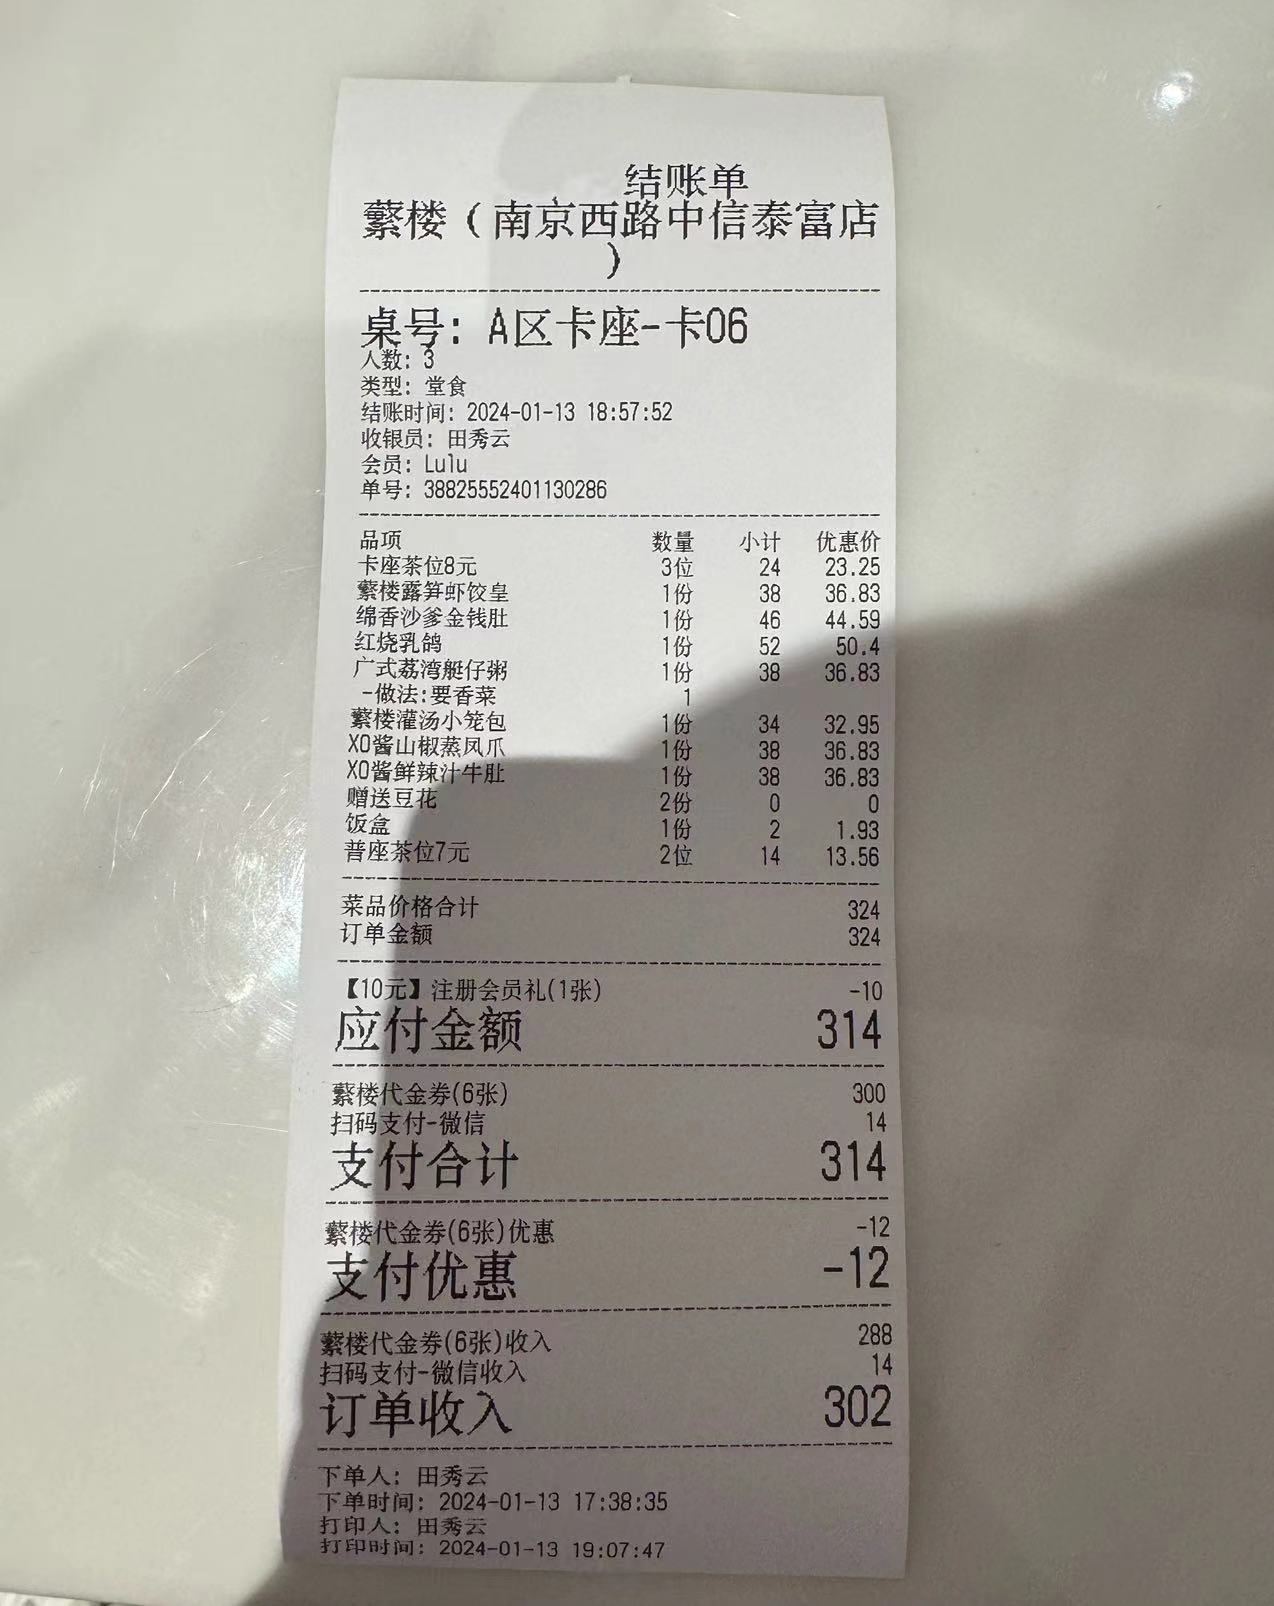 结账单
蘩楼（南京西路中信泰富店
）
桌号：A区卡座-卡06
人数：3
类型：堂食
结账时间：2024-01-13 18:57:52
收银员：田秀云
会员：Lulu
单号：38825552401130286
品项 数量 小计 优惠价
卡座茶位8元 3位 24 23.25
蘩楼露笋虾饺皇 1份 38 36.83
绵香沙爹金钱肚 1份 46 44.59
红烧乳鸽 1份 52 50.4
广式荔湾艇仔粥 1份 38 36.83
-做法:要香菜 1
蘩楼灌汤小笼包 1份 34 32.95
XO酱山椒蒸凤爪 1份 38 36.83
XO酱鲜辣汁牛肚 1份 38 36.83
赠送豆花 2份 0 0
饭盒 1份 2 1.93
普座茶位7元 2位 14 13.56
菜品价格合计 324
订单金额 324
【10元】注册会员礼(1张) -10
应付金额 314
蘩楼代金券(6张) 300
扫码支付-微信 14
支付合计 314
蘩楼代金券(6张)优惠 -12
支付优惠 -12
蘩楼代金券(6张)收入 288
扫码支付-微信收入 14
订单收入 302
下单人：田秀云
下单时间：2024-01-13 17:38:35
打印人：田秀云
打印时间：2024-01-13 19:07:47